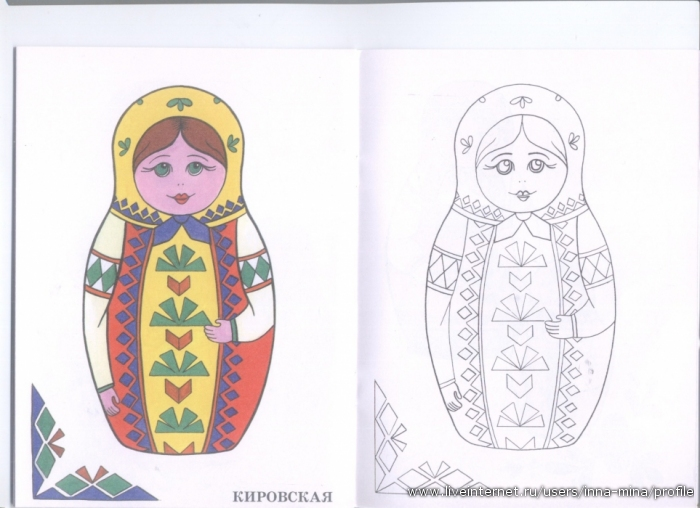 КИРОВСКАЯ
www.liveinternet.ru/users/inna-mina/profile